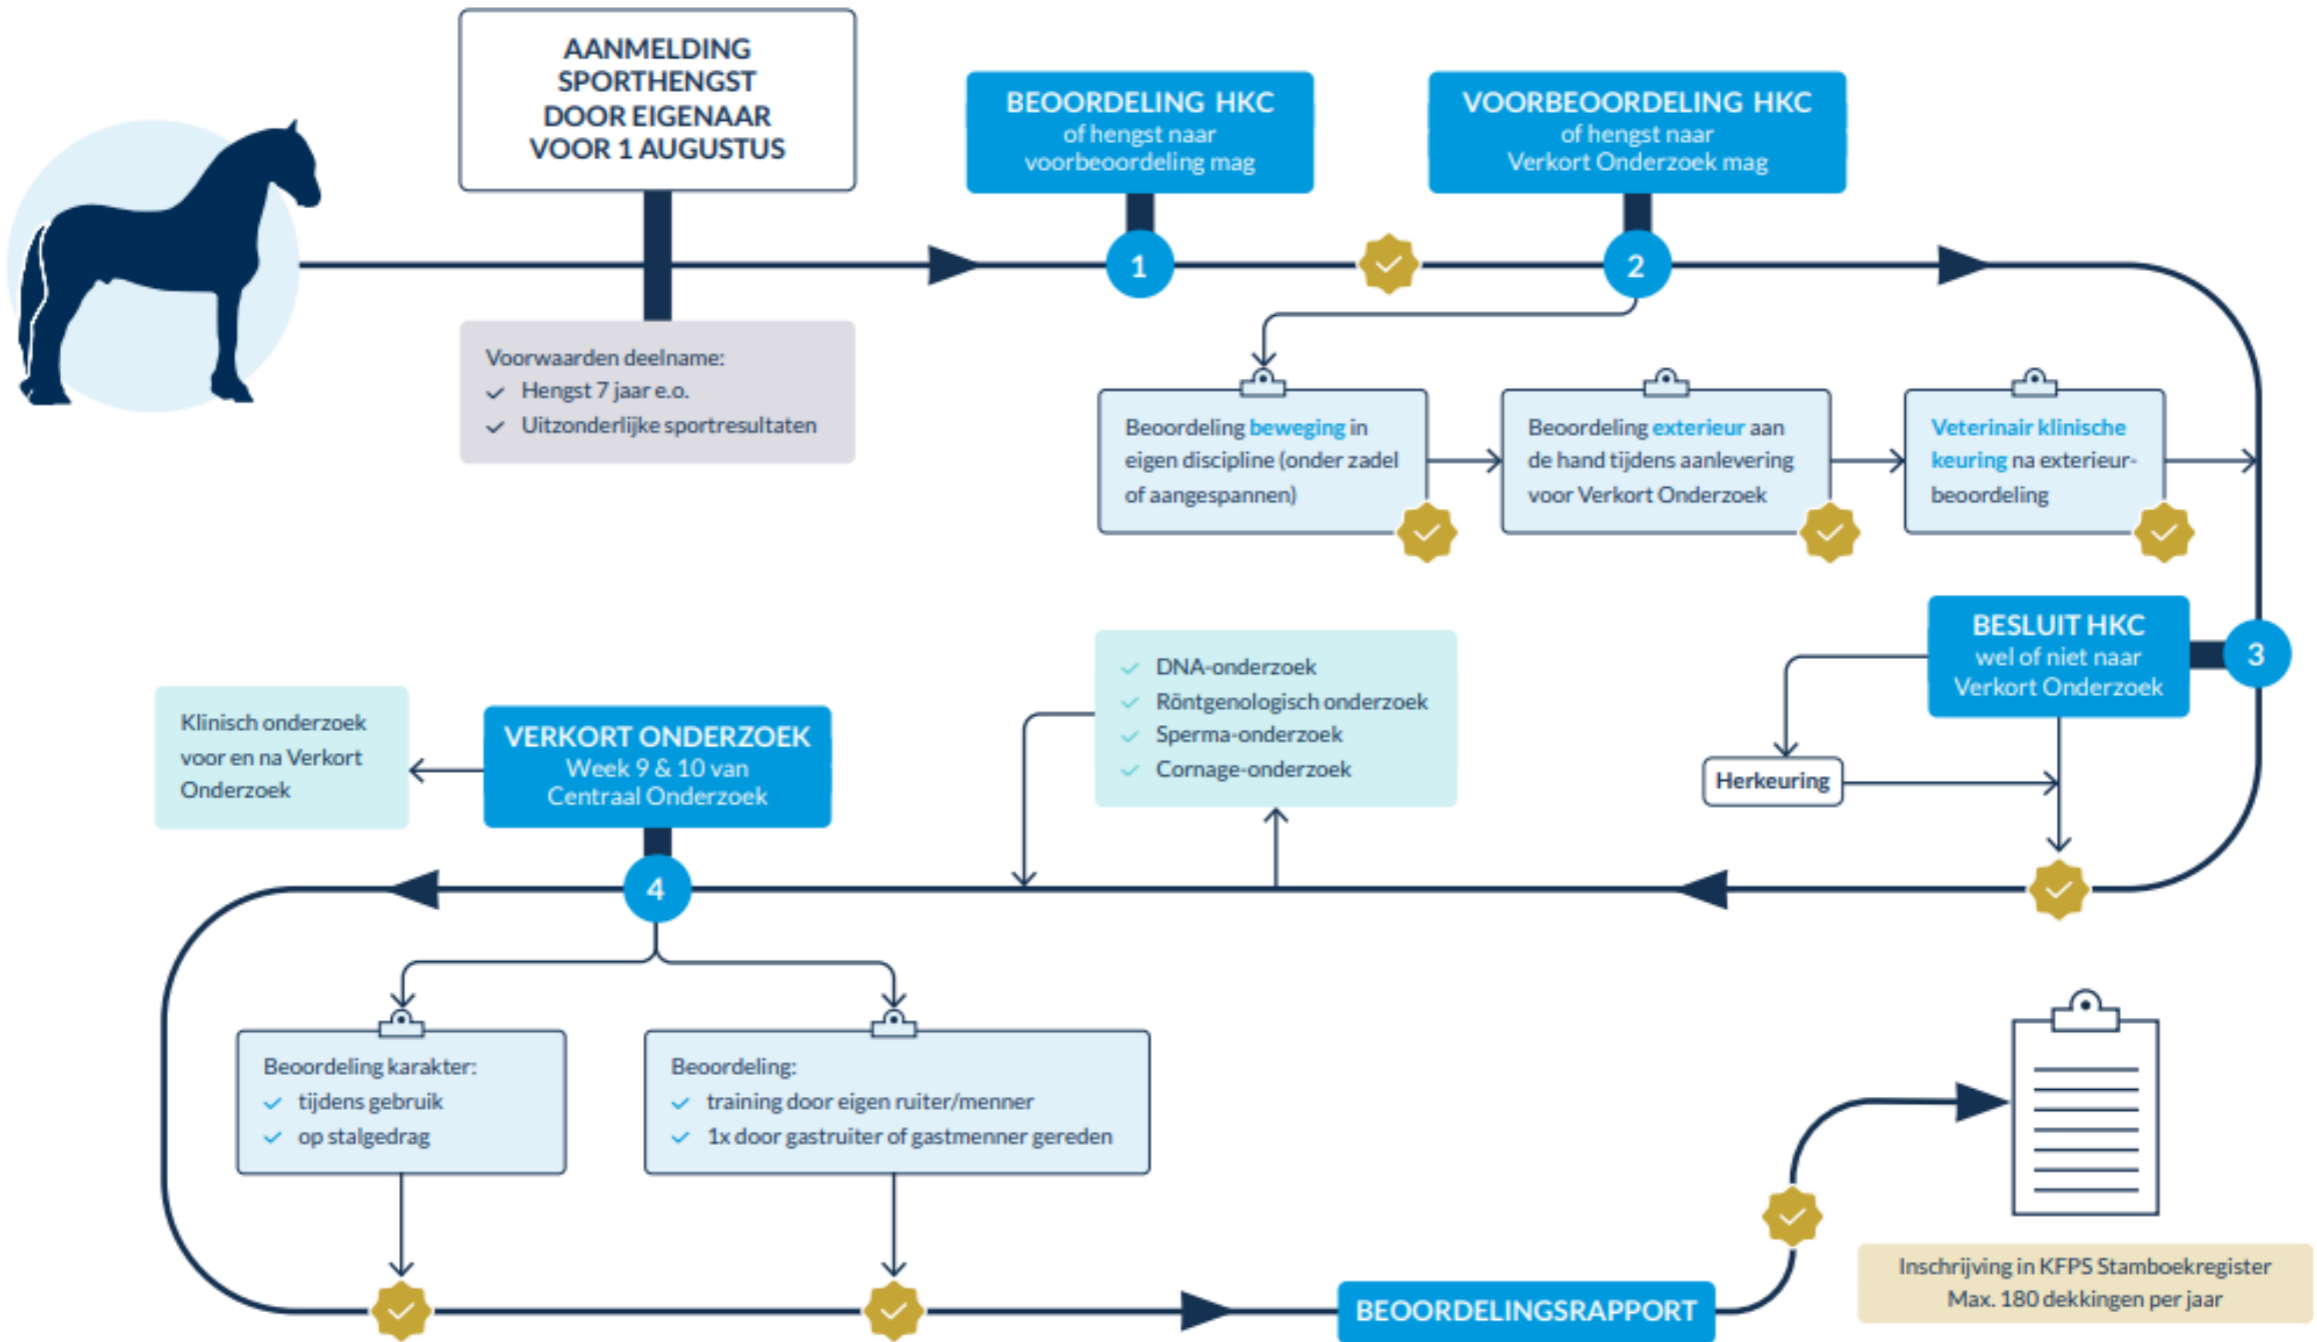 AANMELDING
SPORTHENGST
DOOR EIGENAAR
VOOR 1 AUGUSTUS
Voorwaarden deelname:
Hengst 7 jaar e.o.
Uitzonderlijke sportresultaten
BEOORDELING HKC
of hengst naar
voorbeoordeling mag
1
VOORBEOORDELING HKC
of hengst naar
Verkort Onderzoek mag
2
Beoordeling beweging in
eigen discipline (onder zadel
of aangespannen)
Beoordeling exterieur aan
de hand tijdens aanlevering
voor Verkort Onderzoek
Veterinair klinische
keuring na exterieur-
beoordeling
BESLUIT HKC
wel of niet naar
Verkort Onderzoek
3
Herkeuring
DNA-onderzoek
Röntgenologisch onderzoek
Sperma-onderzoek
Cornage-onderzoek
VERKORT ONDERZOEK
Week 9 & 10 van
Centraal Onderzoek
4
Klinisch onderzoek
voor en na Verkort
Onderzoek
Beoordeling karakter:
tijdens gebruik
op stalgedrag
Beoordeling:
training door eigen ruiter/menner
1x door gastruiter of gastmenner gereden
BEOORDELINGSRAPPORT
Inschrijving in KFPS Stamboekregister
Max. 180 dekkingen per jaar